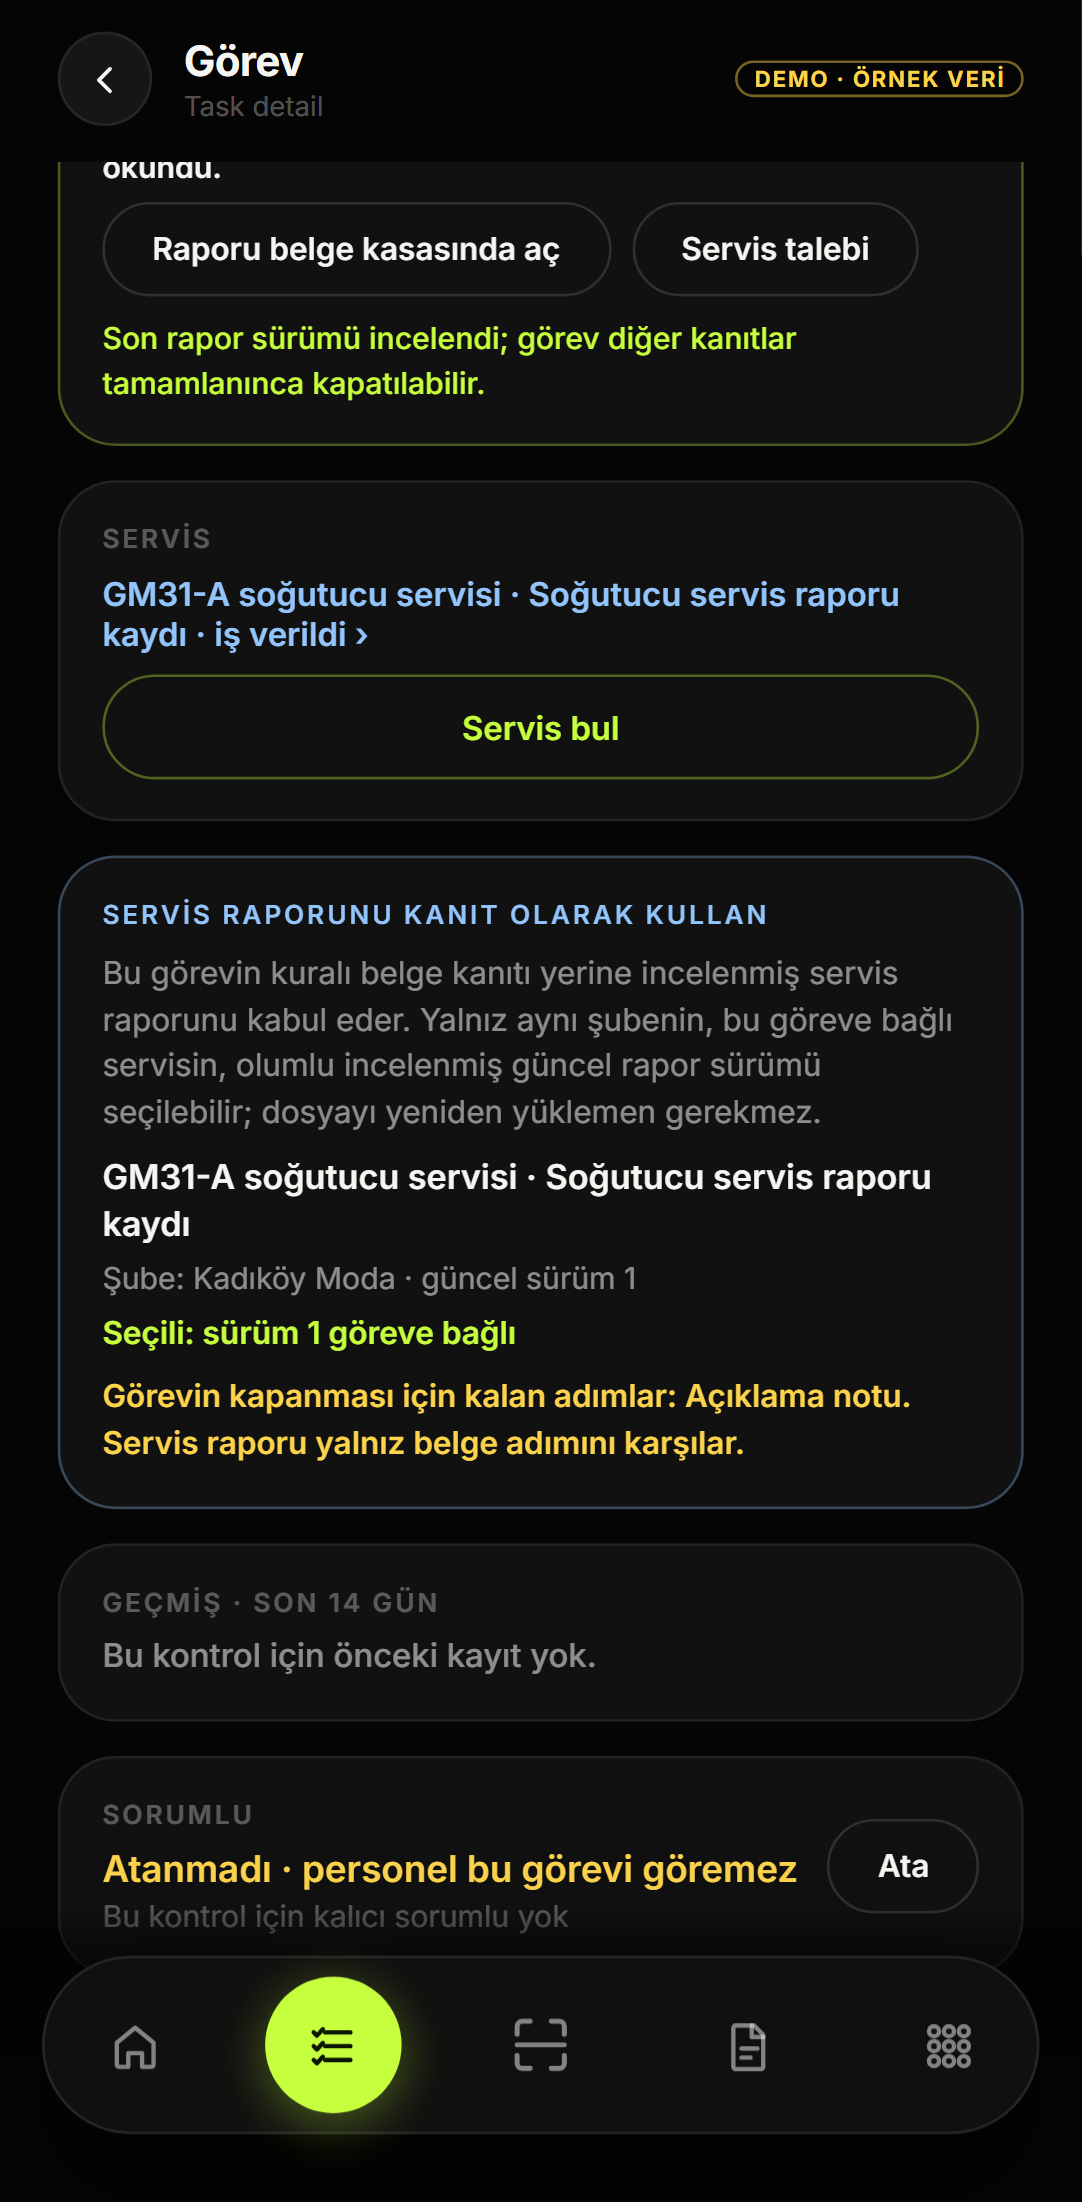 Görev
Task detail
DEMO · ÖRNEK VERİ
okundu.
Raporu belge kasasında aç
Servis talebi
Son rapor sürümü incelendi; görev diğer kanıtlar
tamamlanınca kapatılabilir.
SERVİS
GM31-A soğutucu servisi · Soğutucu servis raporu
kaydı · iş verildi ›
Servis bul
SERVİS RAPORUNU KANIT OLARAK KULLAN
Bu görevin kuralı belge kanıtı yerine incelenmiş servis
raporunu kabul eder. Yalnız aynı şubenin, bu göreve bağlı
servisin, olumlu incelenmiş güncel rapor sürümü
seçilebilir; dosyayı yeniden yüklemen gerekmez.
GM31-A soğutucu servisi · Soğutucu servis raporu
kaydı
Şube: Kadıköy Moda · güncel sürüm 1
Seçili: sürüm 1 göreve bağlı
Görevin kapanması için kalan adımlar: Açıklama notu.
Servis raporu yalnız belge adımını karşılar.
GEÇMİŞ · SON 14 GÜN
Bu kontrol için önceki kayıt yok.
SORUMLU
Atanmadı · personel bu görevi göremez
Ata
Bu kontrol için kalıcı sorumlu yok